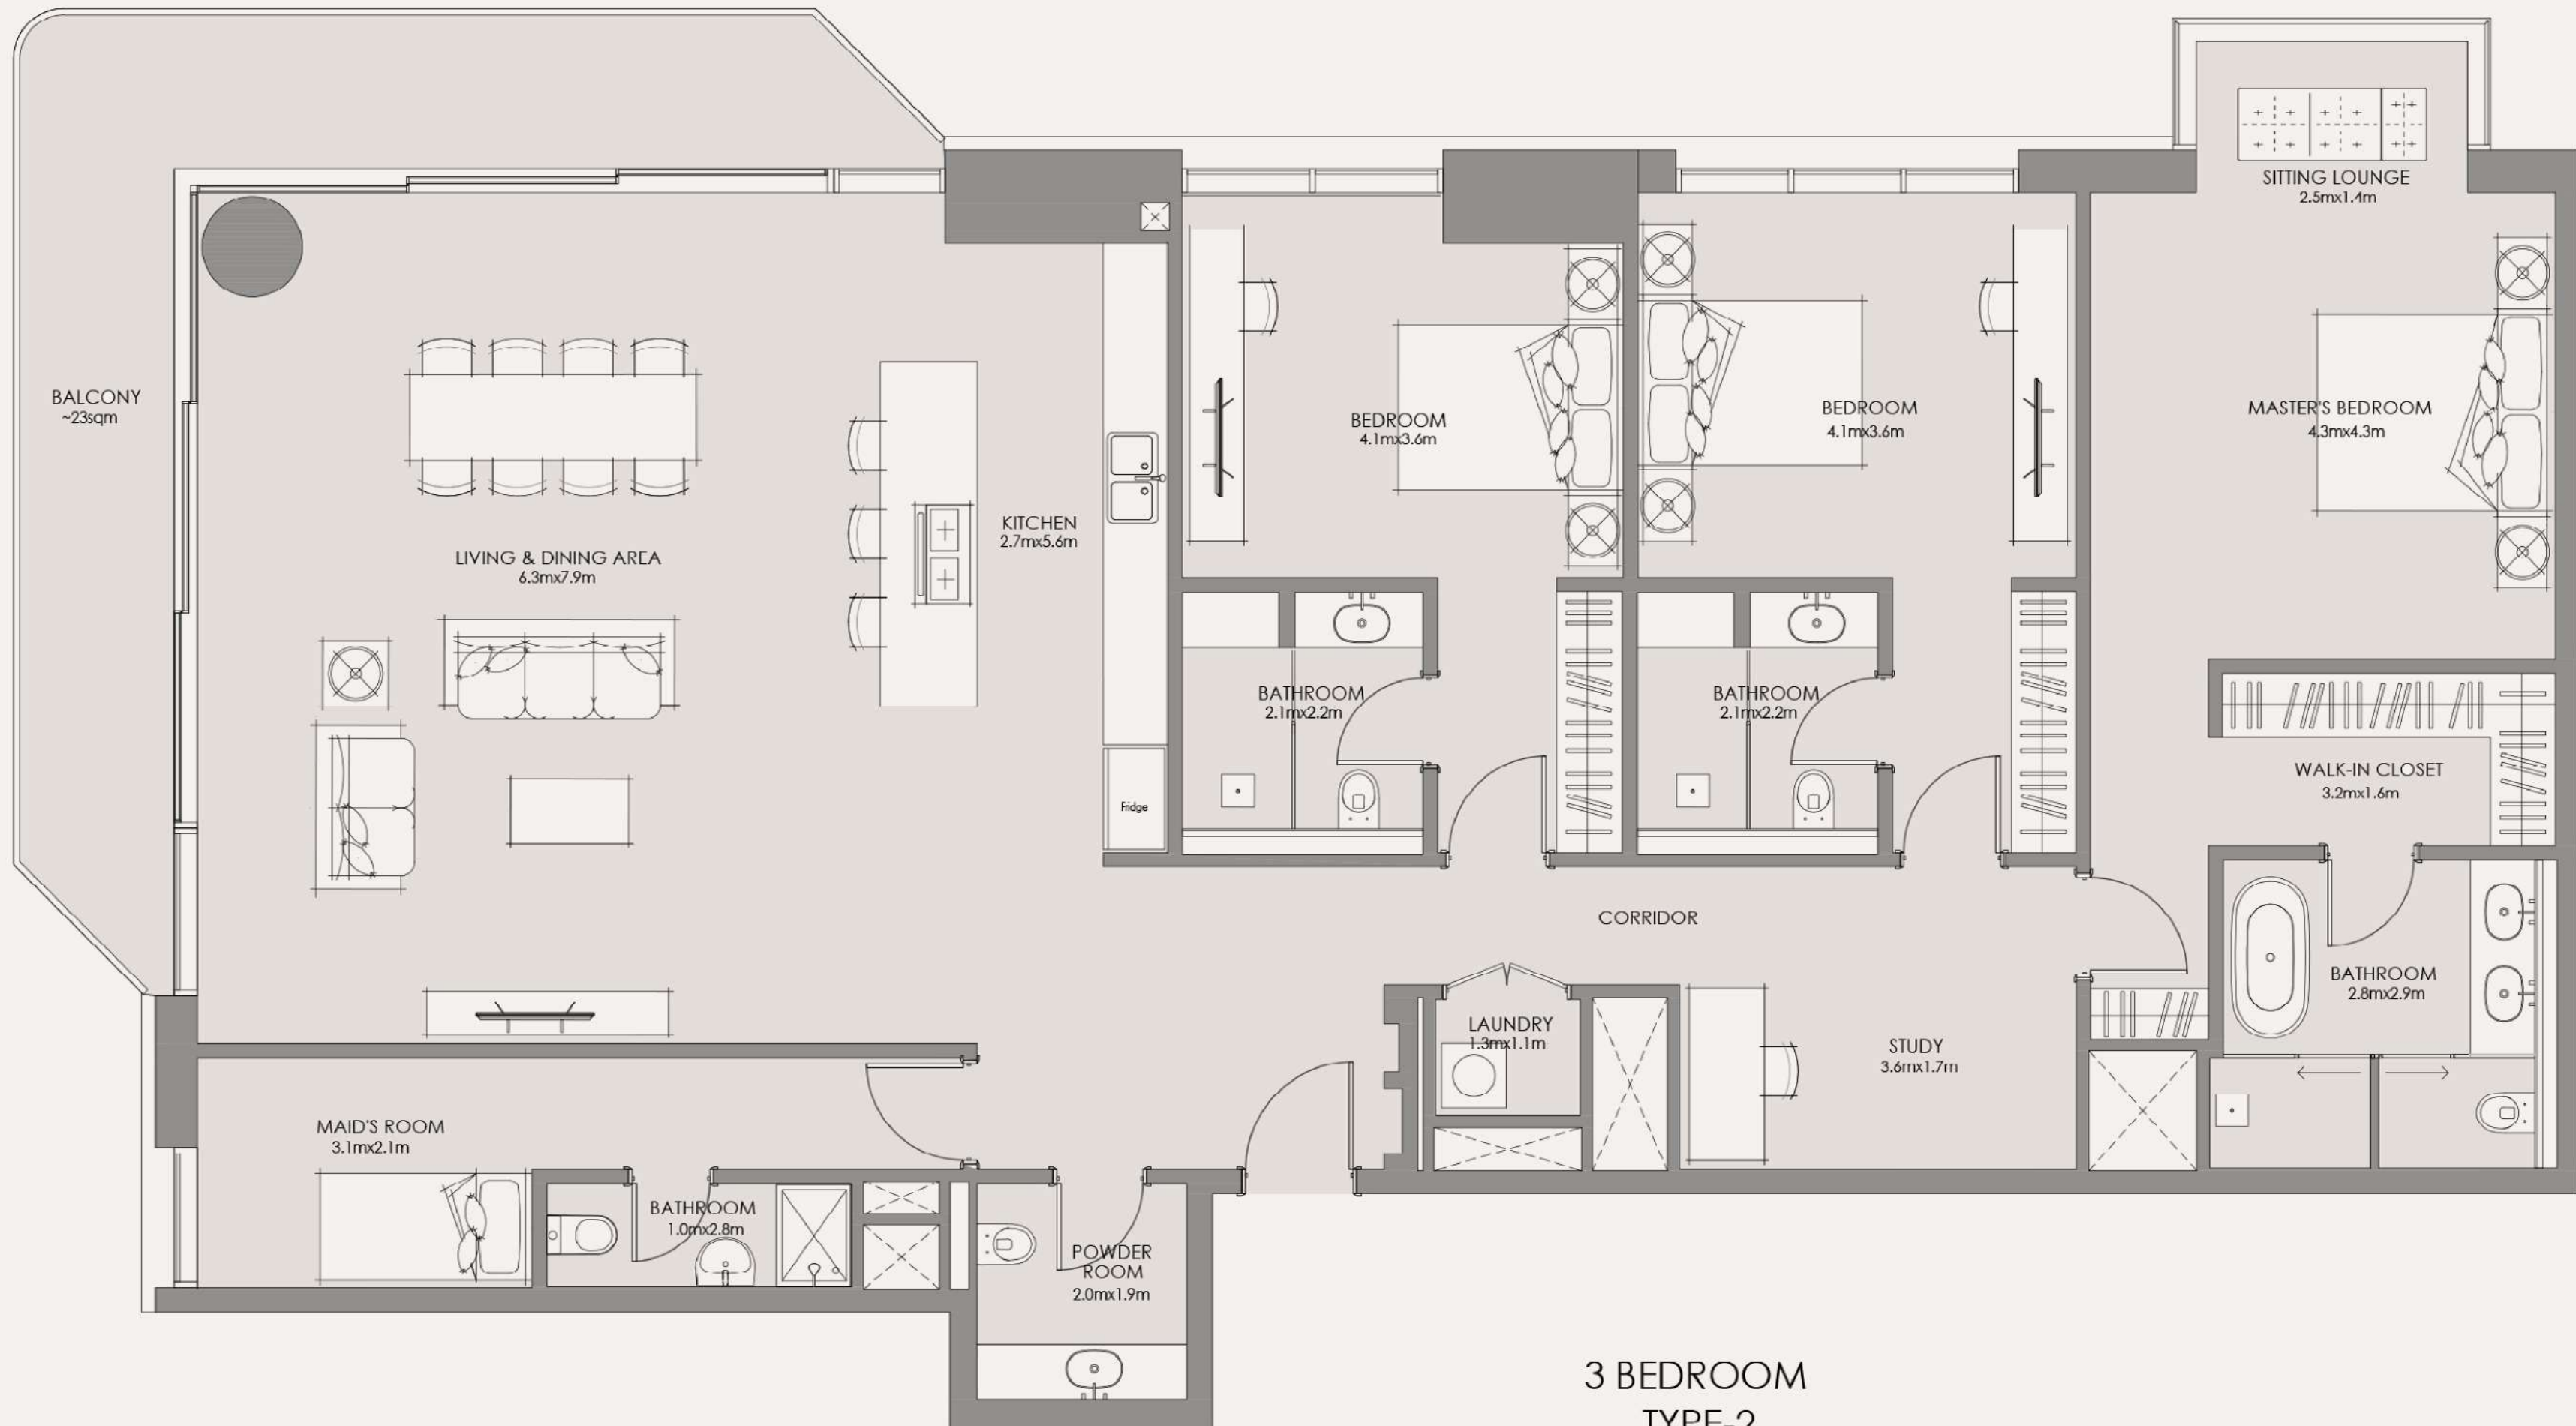 SITTING LOUNGE
2.5mx1.4m
BALCONY
~23sqm
BEDROOM
4.1mx3.6m
BEDROOM
4.1mx3.6m
MASTER'S BEDROOM
4.3mx4.3m
KITCHEN
2.7mx5.6m
LIVING & DINING AREA
6.3mx7.9m
BATHROOM
2.1mx2.2m
BATHROOM
2.1mx2.2m
WALK-IN CLOSET
3.2mx1.6m
Fridge
CORRIDOR
BATHROOM
2.8mx2.9m
LAUNDRY
1.3mx1.1m
STUDY
3.6mx1.7m
MAID'S ROOM
3.1mx2.1m
BATHROOM
1.0mx2.8m
POWDER
ROOM
2.0mx1.9m
3 BEDROOM
TYPE-2